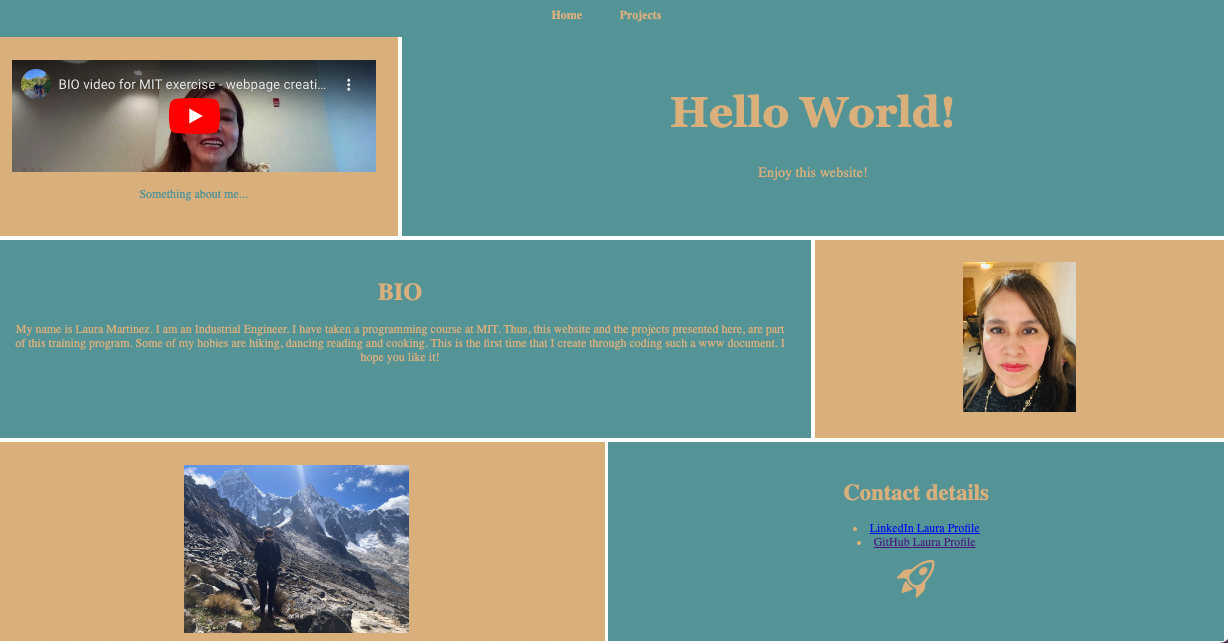 Home Projects
BIO video for MIT exercise - webpage creati...
Something about me...
Hello World!
Enjoy this website!
BIO
My name is Laura Martinez. I am an Industrial Engineer. I have taken a programming course at MIT. Thus, this website and the projects presented here, are part
of this training program. Some of my hobies are hiking, dancing reading and cooking. This is the first time that I create through coding such a www document. I
hope you like it!
Contact details
LinkedIn Laura Profile
GitHub Laura Profile